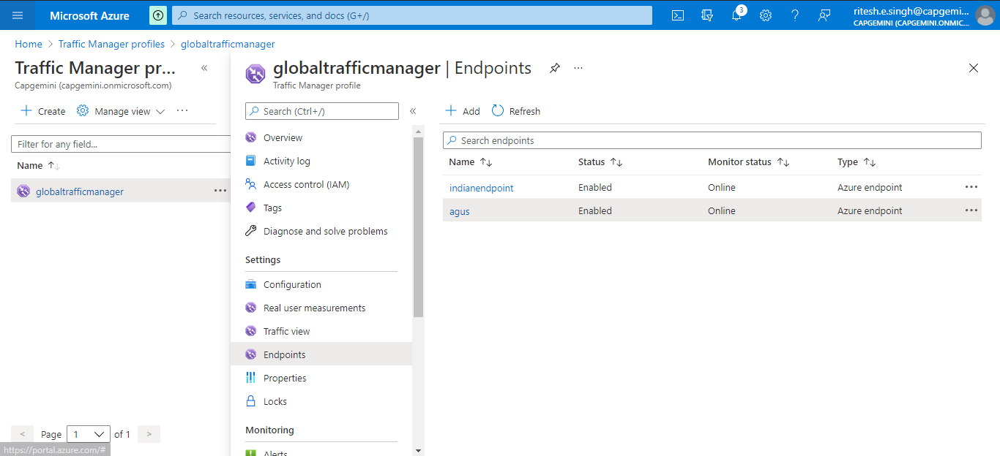 Microsoft Azure
Search resources, services, and docs (G+/)
3
ritesh.e.singh@capgemi...
CAPGEMINI (CAPGEMINI.ONMIC...
Home > Traffic Manager profiles > globaltrafficmanager
Traffic Manager pr... «
Capgemini (capgemini.onmicrosoft.com)
+ Create Manage view ...
Filter for any field...
Name ↑↓
globaltrafficmanager ...
< Page 1 of 1 >
https://portal.azure.com/#
globaltrafficmanager | Endpoints ...
Traffic Manager profile
Search (Ctrl+/) «
Overview
Activity log
Access control (IAM)
Tags
Diagnose and solve problems
Settings
Configuration
Real user measurements
Traffic view
Endpoints
Properties
Locks
Monitoring
Alerts
+ Add Refresh
Search endpoints
Name ↑↓ Status ↑↓ Monitor status ↑↓ Type ↑↓
indianendpoint Enabled Online Azure endpoint ...
agus Enabled Online Azure endpoint ...